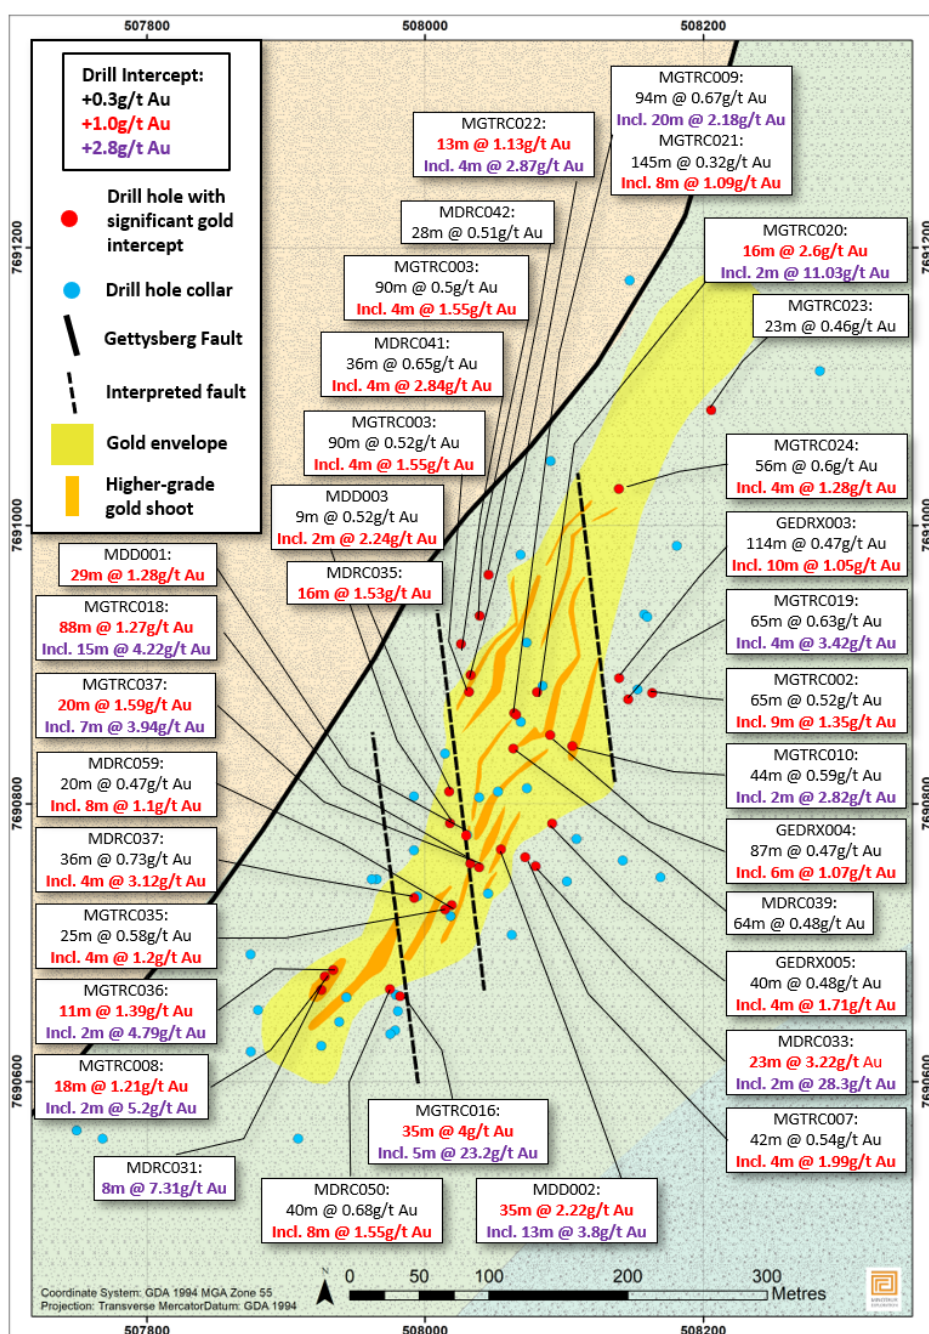 507800
508000
508200
Drill Intercept:
+0.3g/t Au
+1.0g/t Au
+2.8g/t Au
Drill hole with
significant gold
intercept
Drill hole collar
Gettysberg Fault
Interpreted fault
Gold envelope
Higher-grade
gold shoot
MGTRC009:
94m @ 0.67g/t Au
Incl. 20m @ 2.18g/t Au
MGTRC021:
145m @ 0.32g/t Au
Incl. 8m @ 1.09g/t Au
MGTRC022:
13m @ 1.13g/t Au
Incl. 4m @ 2.87g/t Au
MDRC042:
28m @ 0.51g/t Au
MGTRC003:
90m @ 0.5g/t Au
Incl. 4m @ 1.55g/t Au
MDRC041:
36m @ 0.65g/t Au
Incl. 4m @ 2.84g/t Au
MGTRC003:
90m @ 0.52g/t Au
Incl. 4m @ 1.55g/t Au
MDD003
9m @ 0.52g/t Au
Incl. 2m @ 2.24g/t Au
MDRC035:
16m @ 1.53g/t Au
MDD001:
29m @ 1.28g/t Au
MGTRC018:
88m @ 1.27g/t Au
Incl. 15m @ 4.22g/t Au
MGTRC037:
20m @ 1.59g/t Au
Incl. 7m @ 3.94g/t Au
MDRC059:
20m @ 0.47g/t Au
Incl. 8m @ 1.1g/t Au
MDRC037:
36m @ 0.73g/t Au
Incl. 4m @ 3.12g/t Au
MGTRC035:
25m @ 0.58g/t Au
Incl. 4m @ 1.2g/t Au
MGTRC036:
11m @ 1.39g/t Au
Incl. 2m @ 4.79g/t Au
MGTRC008:
18m @ 1.21g/t Au
Incl. 2m @ 5.2g/t Au
MDRC031:
8m @ 7.31g/t Au
MDRC050:
40m @ 0.68g/t Au
Incl. 8m @ 1.55g/t Au
MGTRC016:
35m @ 4g/t Au
Incl. 5m @ 23.2g/t Au
MDD002:
35m @ 2.22g/t Au
Incl. 13m @ 3.8g/t Au
MGTRC020:
16m @ 2.6g/t Au
Incl. 2m @ 11.03g/t Au
MGTRC023:
23m @ 0.46g/t Au
MGTRC024:
56m @ 0.6g/t Au
Incl. 4m @ 1.28g/t Au
GEDRX003:
114m @ 0.47g/t Au
Incl. 10m @ 1.05g/t Au
MGTRC019:
65m @ 0.63g/t Au
Incl. 4m @ 3.42g/t Au
MGTRC002:
65m @ 0.52g/t Au
Incl. 9m @ 1.35g/t Au
MGTRC010:
44m @ 0.59g/t Au
Incl. 2m @ 2.82g/t Au
GEDRX004:
87m @ 0.47g/t Au
Incl. 6m @ 1.07g/t Au
MDRC039:
64m @ 0.48g/t Au
GEDRX005:
40m @ 0.48g/t Au
Incl. 4m @ 1.71g/t Au
MDRC033:
23m @ 3.22g/t Au
Incl. 2m @ 28.3g/t Au
MGTRC007:
42m @ 0.54g/t Au
Incl. 4m @ 1.99g/t Au
7691200
7691000
7690800
7690600
7691200
7691000
7690800
7690600
Coordinate System: GDA 1994 MGA Zone 55
Projection: Transverse MercatorDatum: GDA 1994
N
0 50 100 200 300
Metres
507800
508000
508200